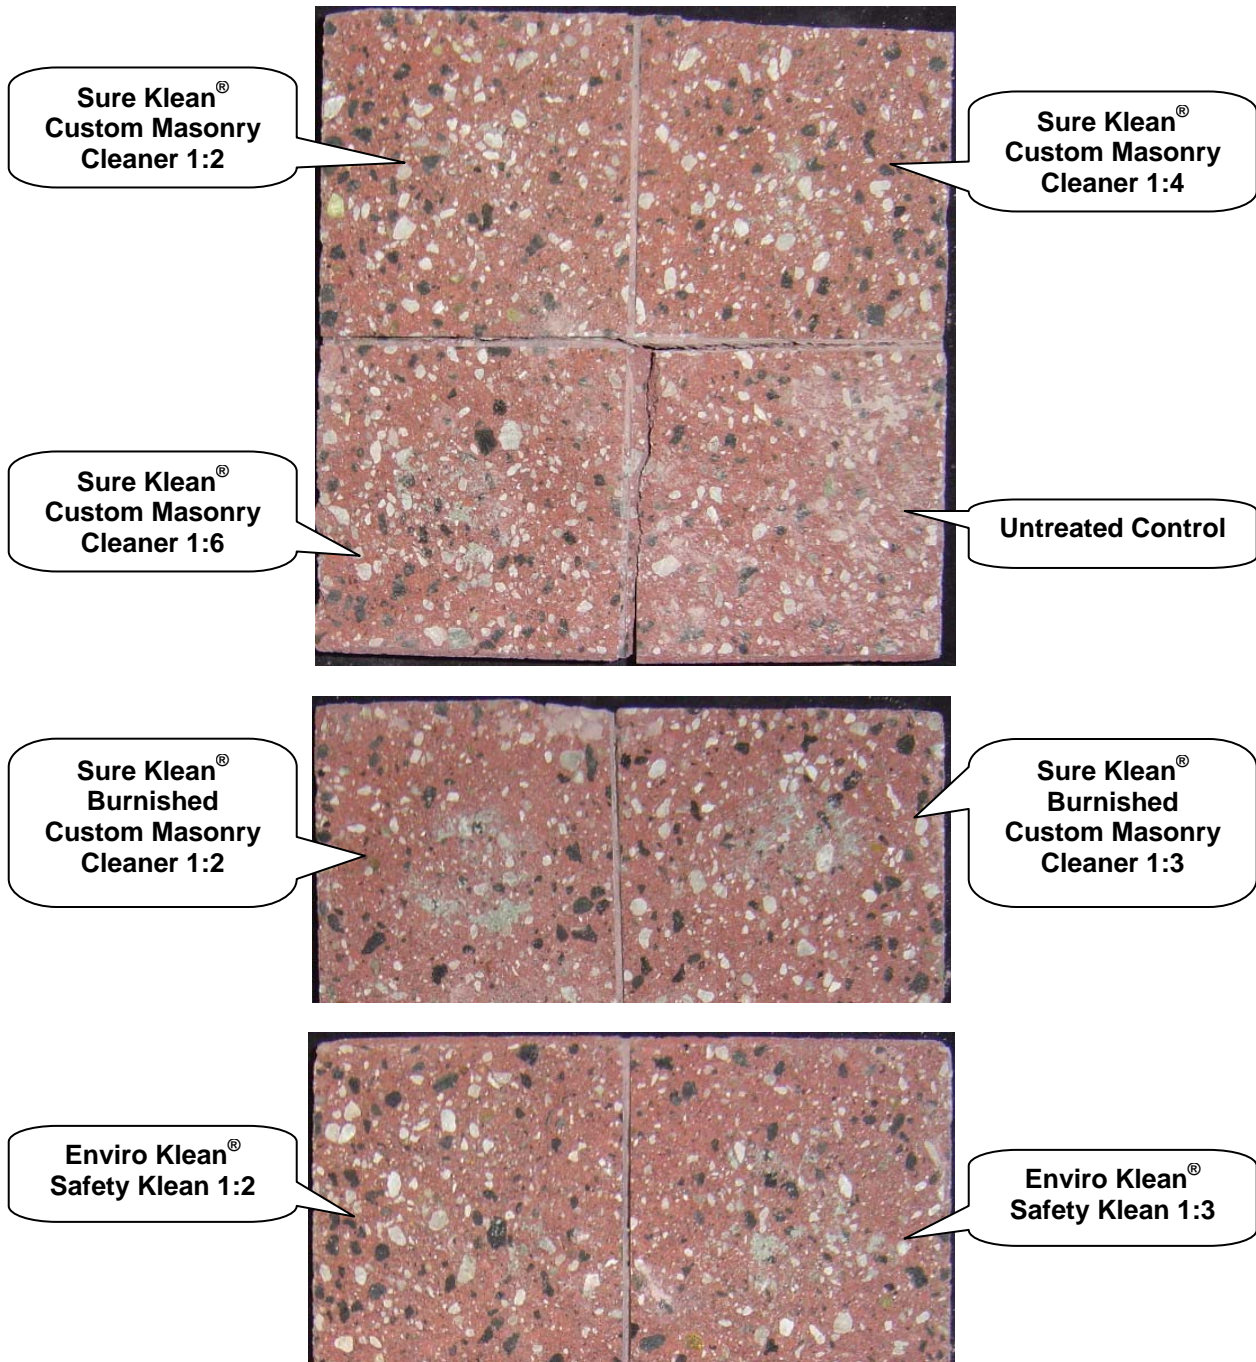 Sure Klean®
Custom Masonry
Cleaner 1:2
Sure Klean®
Custom Masonry
Cleaner 1:4
Sure Klean®
Custom Masonry
Cleaner 1:6
Untreated Control
Sure Klean®
Burnished
Custom Masonry
Cleaner 1:2
Sure Klean®
Burnished
Custom Masonry
Cleaner 1:3
Enviro Klean®
Safety Klean 1:2
Enviro Klean®
Safety Klean 1:3